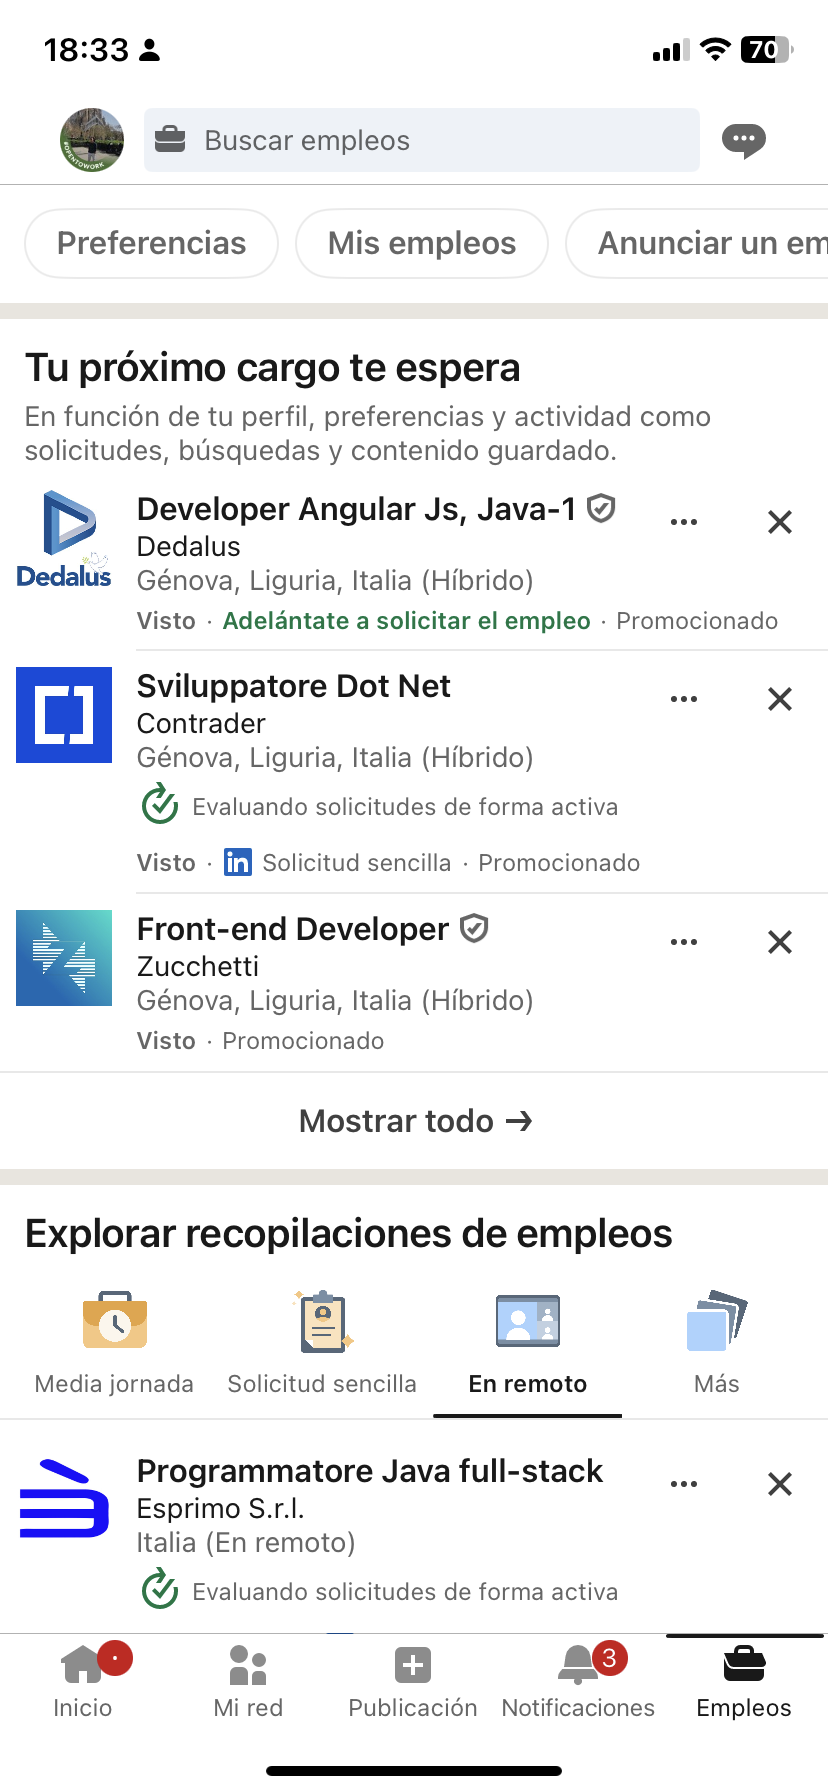 18:33
70
#OPENTOWORK
Buscar empleos
Preferencias
Mis empleos
Anunciar un em
Tu próximo cargo te espera
En función de tu perfil, preferencias y actividad como
solicitudes, búsquedas y contenido guardado.
Developer Angular Js, Java-1
Dedalus
Dedalus
Génova, Liguria, Italia (Híbrido)
Visto · Adelántate a solicitar el empleo · Promocionado
Sviluppatore Dot Net
Contrader
Génova, Liguria, Italia (Híbrido)
Evaluando solicitudes de forma activa
Visto · in Solicitud sencilla · Promocionado
Front-end Developer
Zucchetti
Génova, Liguria, Italia (Híbrido)
Visto · Promocionado
Mostrar todo →
Explorar recopilaciones de empleos
Media jornada
Solicitud sencilla
En remoto
Más
Programmatore Java full-stack
Esprimo S.r.l.
Italia (En remoto)
Evaluando solicitudes de forma activa
3
Inicio
Mi red
Publicación
Notificaciones
Empleos